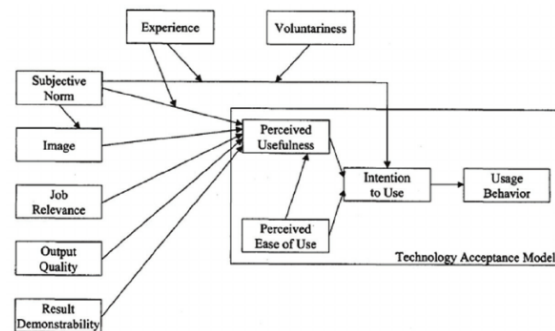 Experience
Voluntariness
Subjective
Norm
Image
Perceived
Usefulness
Job
Relevance
Intention
to Use
Usage
Behavior
Output
Quality
Perceived
Ease of Use
Technology Acceptance Model
Result
Demonstrability